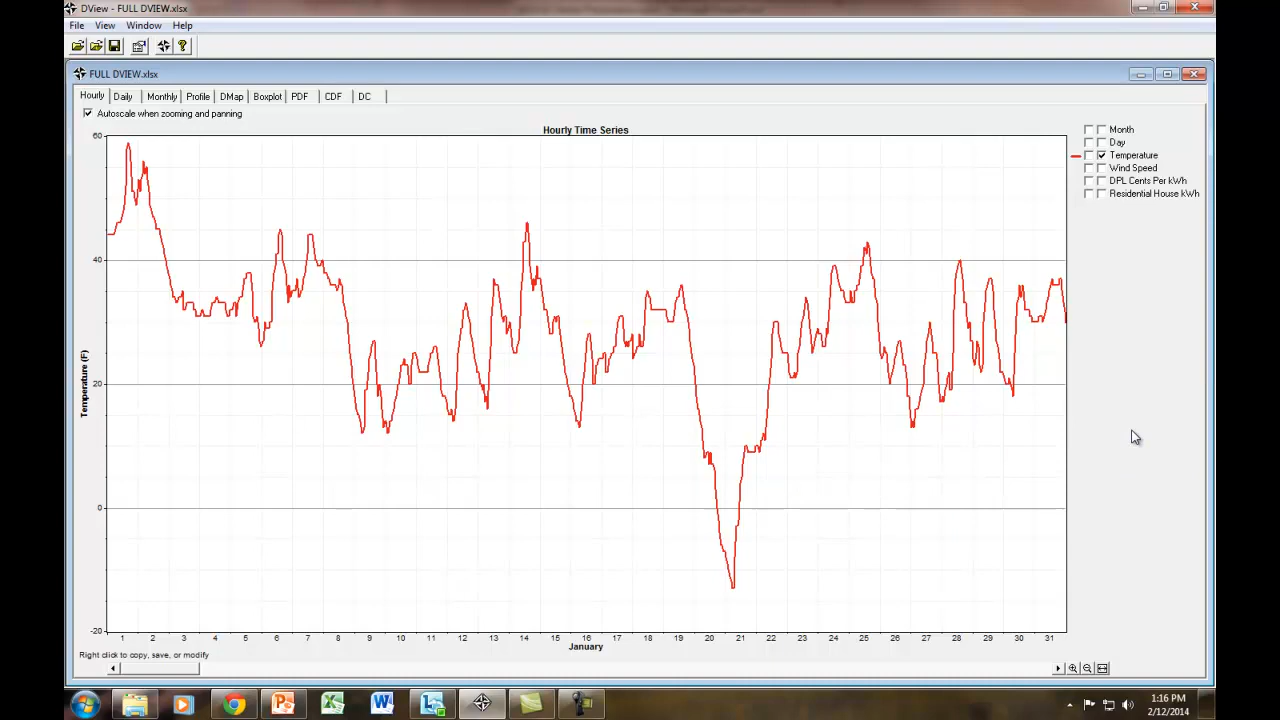 DView - FULL DVIEW.xlsx
File View Window Help
FULL DVIEW.xlsx
Hourly Daily Monthly Profile DMap Boxplot PDF CDF DC
Autoscale when zooming and panning
Hourly Time Series
Month
Day
Temperature
Wind Speed
DPL Cents Per kWh
Residential House kWh
60
40
20
0
-20
Temperature (F)
1 2 3 4 5 6 7 8 9 10 11 12 13 14 15 16 17 18 19 20 21 22 23 24 25 26 27 28 29 30 31
January
Right click to copy, save, or modify
1:16 PM
2/12/2014